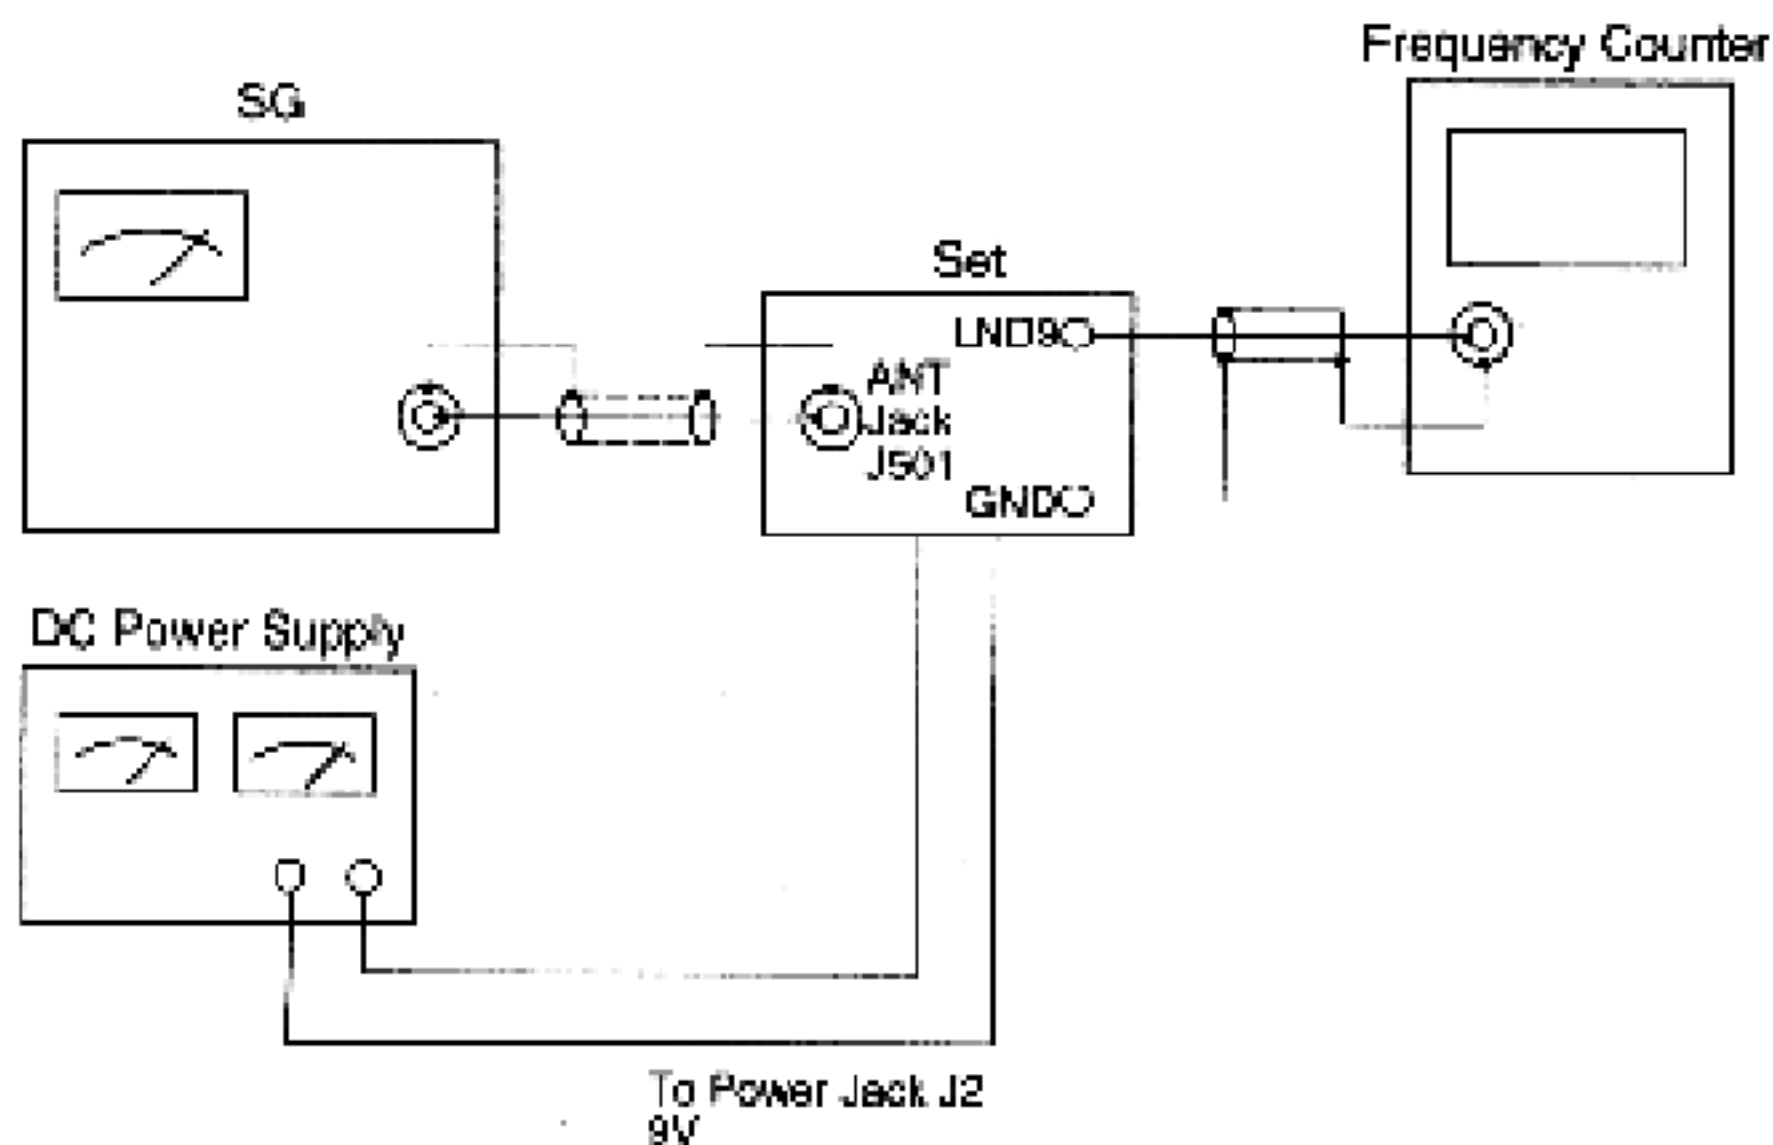 Frequency Counter
SG
Set
LND9
ANT
Jack
J501
GND
DC Power Supply
To Power Jack J2
9V